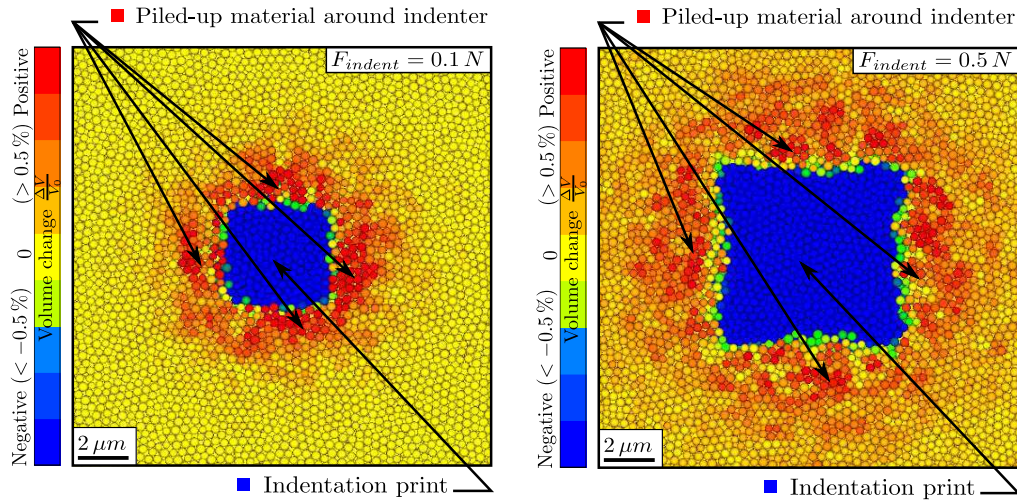 Piled-up material around indenter
F_indent = 0.1 N
Negative (< −0.5 %) 0 (> 0.5 %) Positive
Volume change ΔV/V₀
2 μm
Indentation print
Piled-up material around indenter
F_indent = 0.5 N
Negative (< −0.5 %) 0 (> 0.5 %) Positive
Volume change ΔV/V₀
2 μm
Indentation print